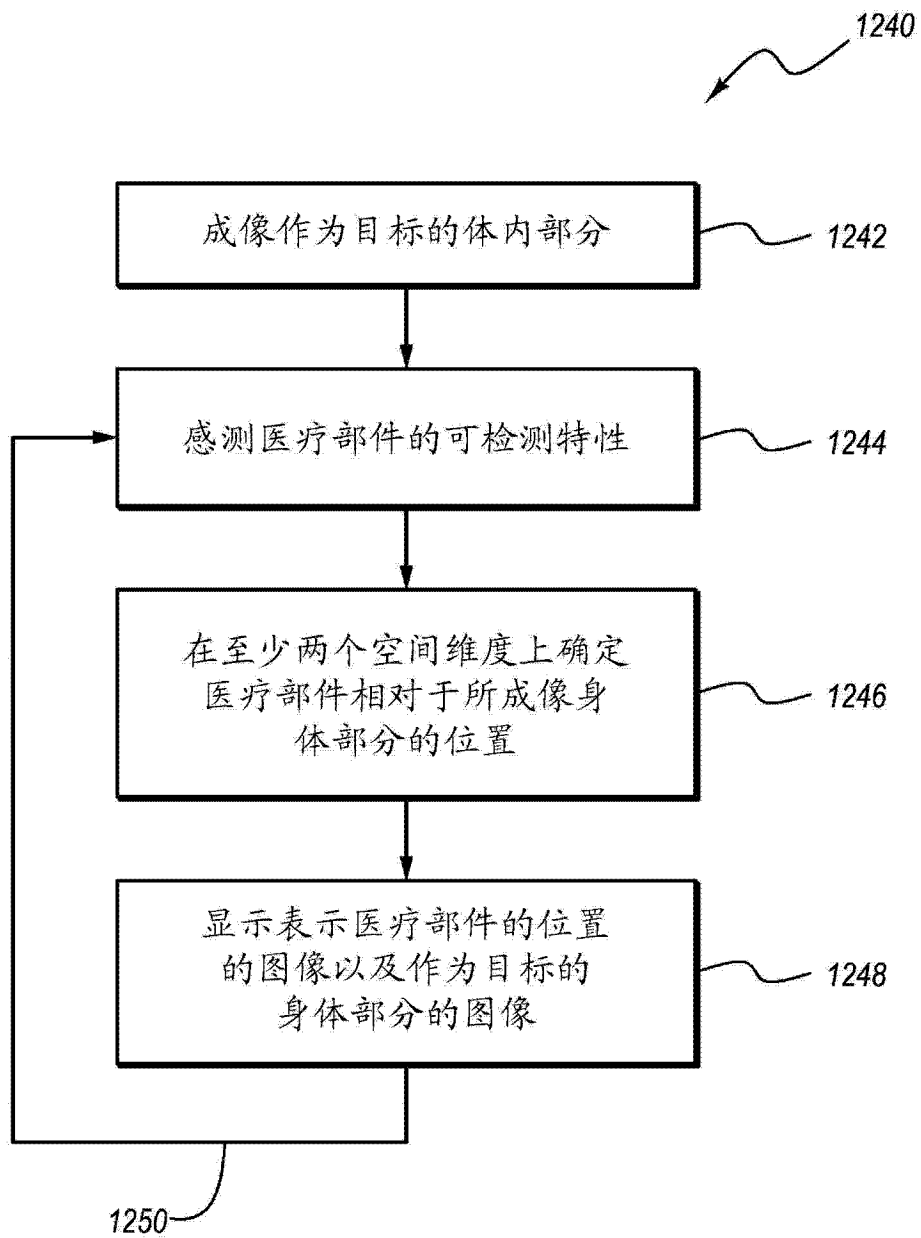 1240
成像作为目标的体内部分
1242
感测医疗部件的可检测特性
1244
在至少两个空间维度上确定
医疗部件相对于所成像身
体部分的位置
1246
显示表示医疗部件的位置
的图像以及作为目标的
身体部分的图像
1248
1250